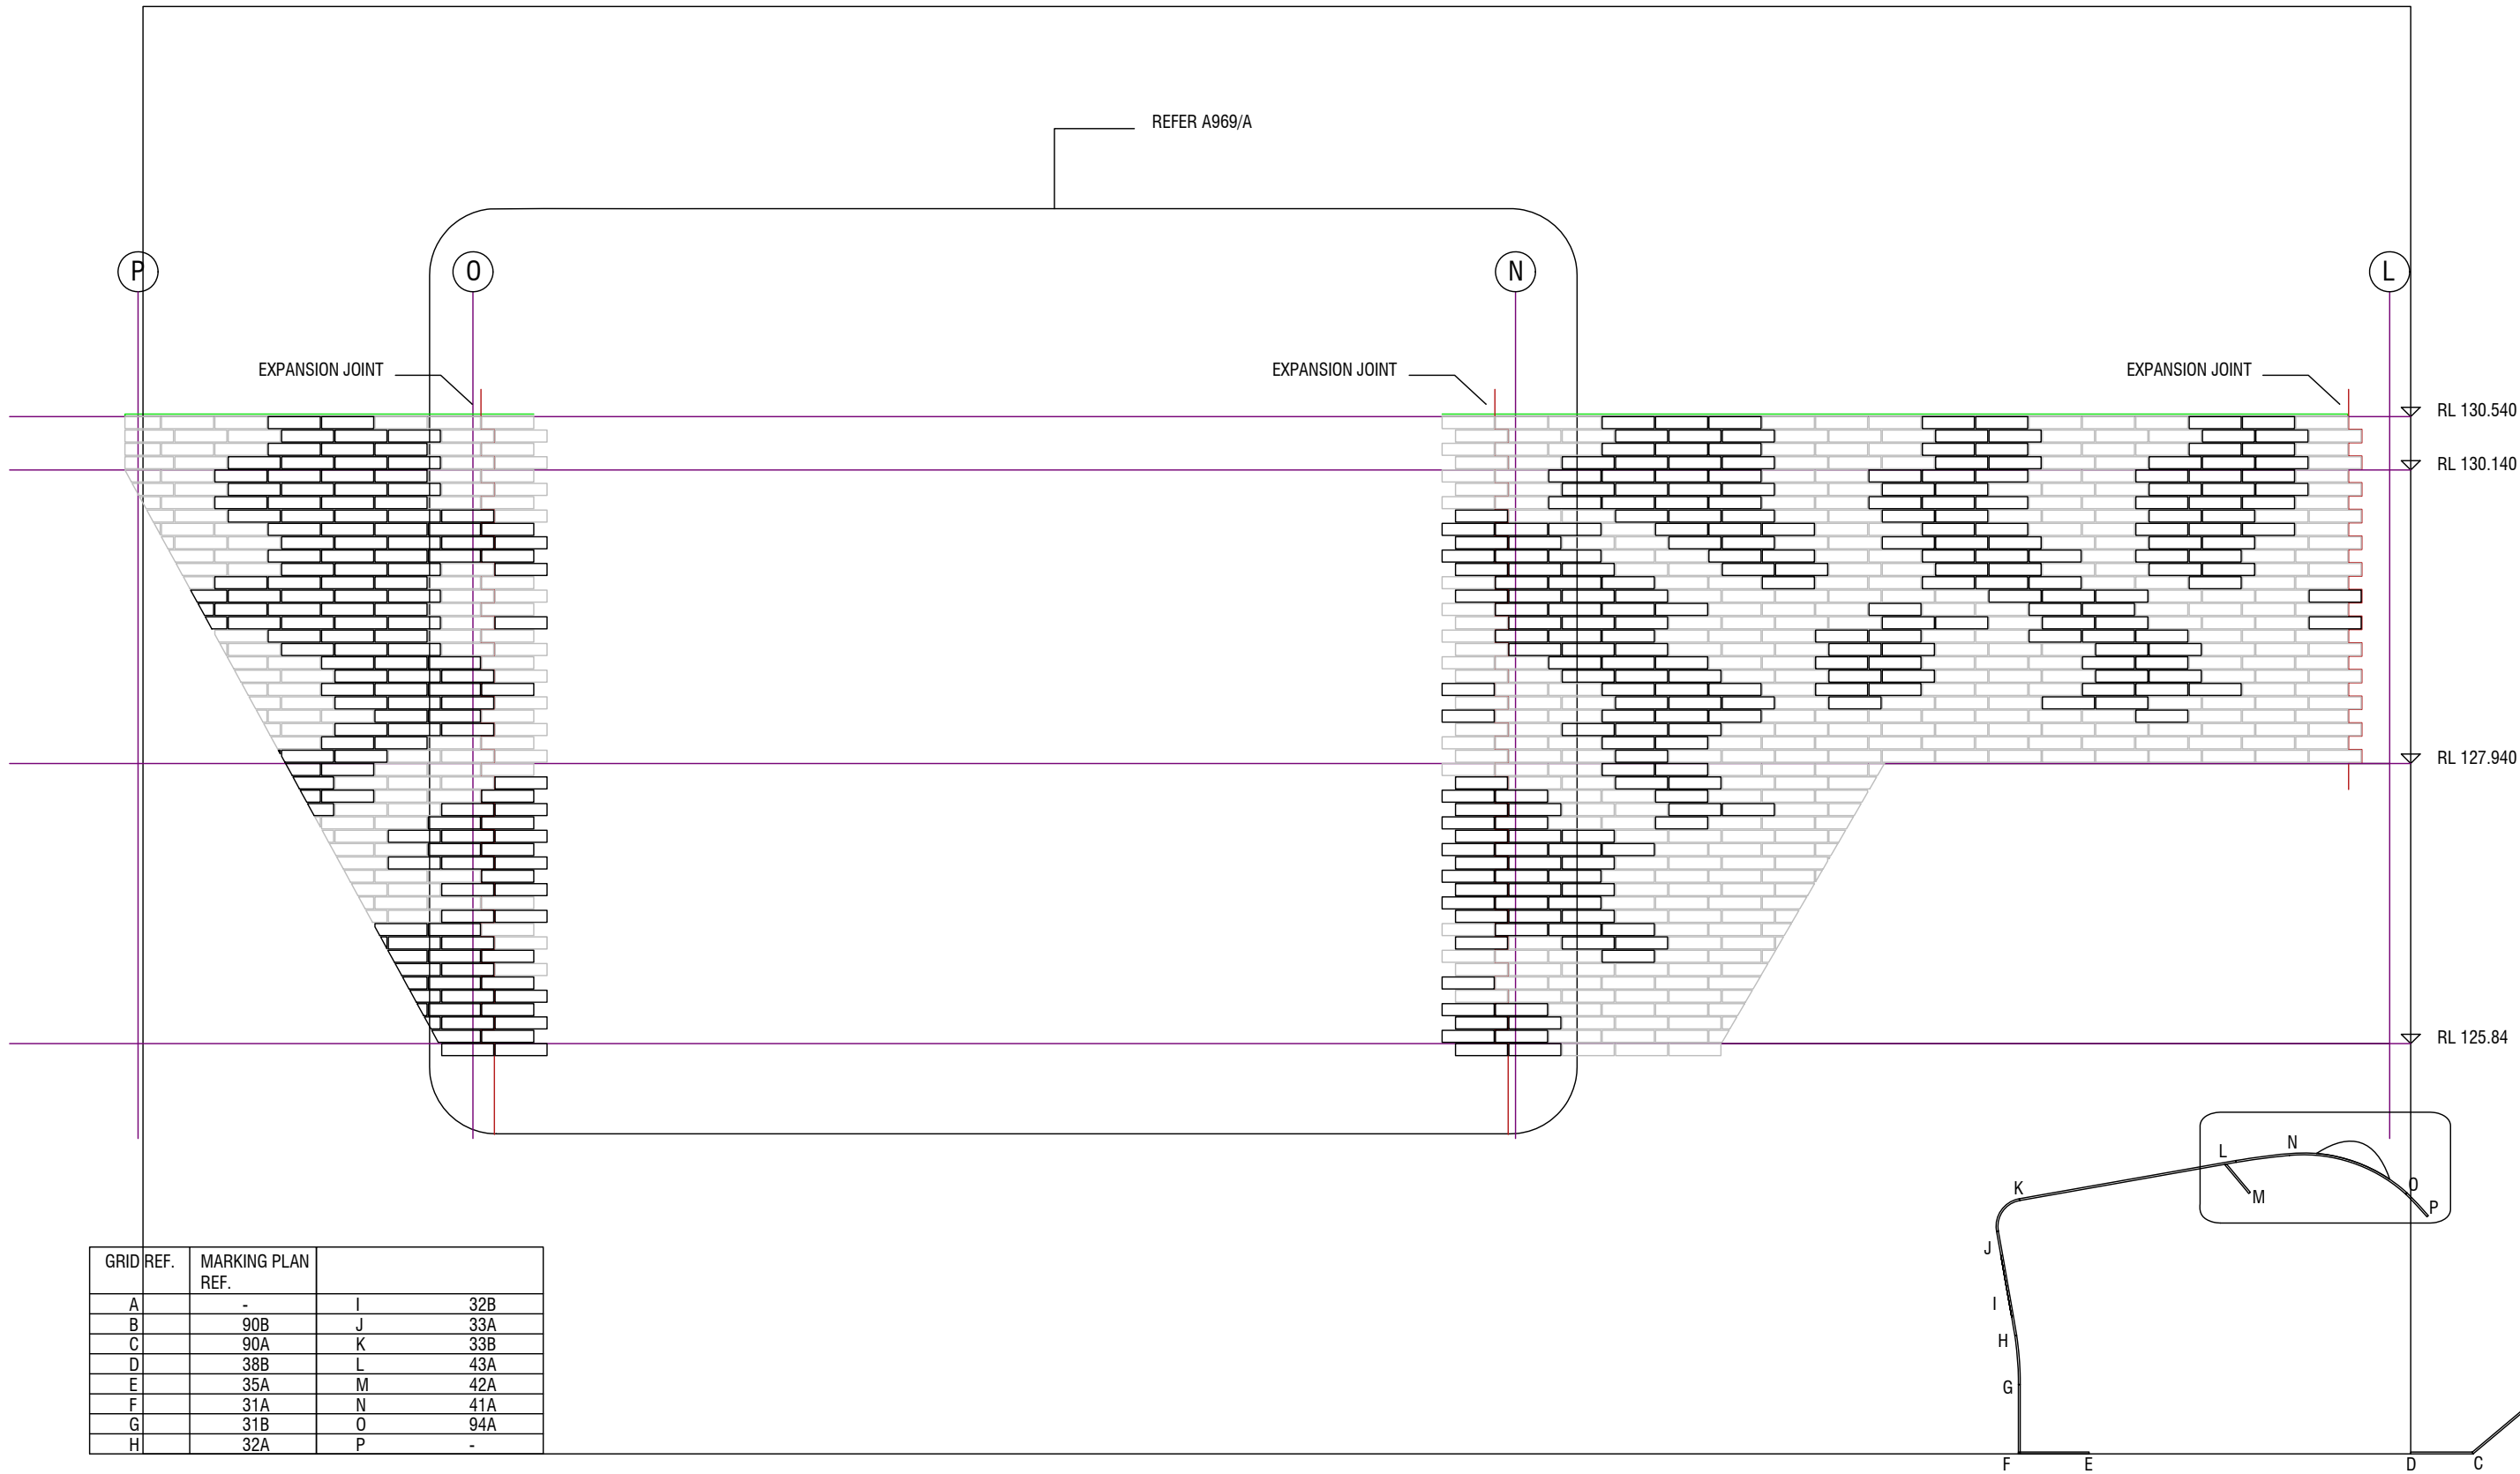 REFER A969/A
P O N L
EXPANSION JOINT EXPANSION JOINT EXPANSION JOINT
RL 130.540
RL 130.140
RL 127.940
RL 125.84
GRID REF. MARKING PLAN
REF.
A - I 32B
B 90B J 33A
C 90A K 33B
D 38B L 43A
E 35A M 42A
F 31A N 41A
G 31B O 94A
H 32A P -
N
L
K
O
M
P
J
I
H
G
F E D C